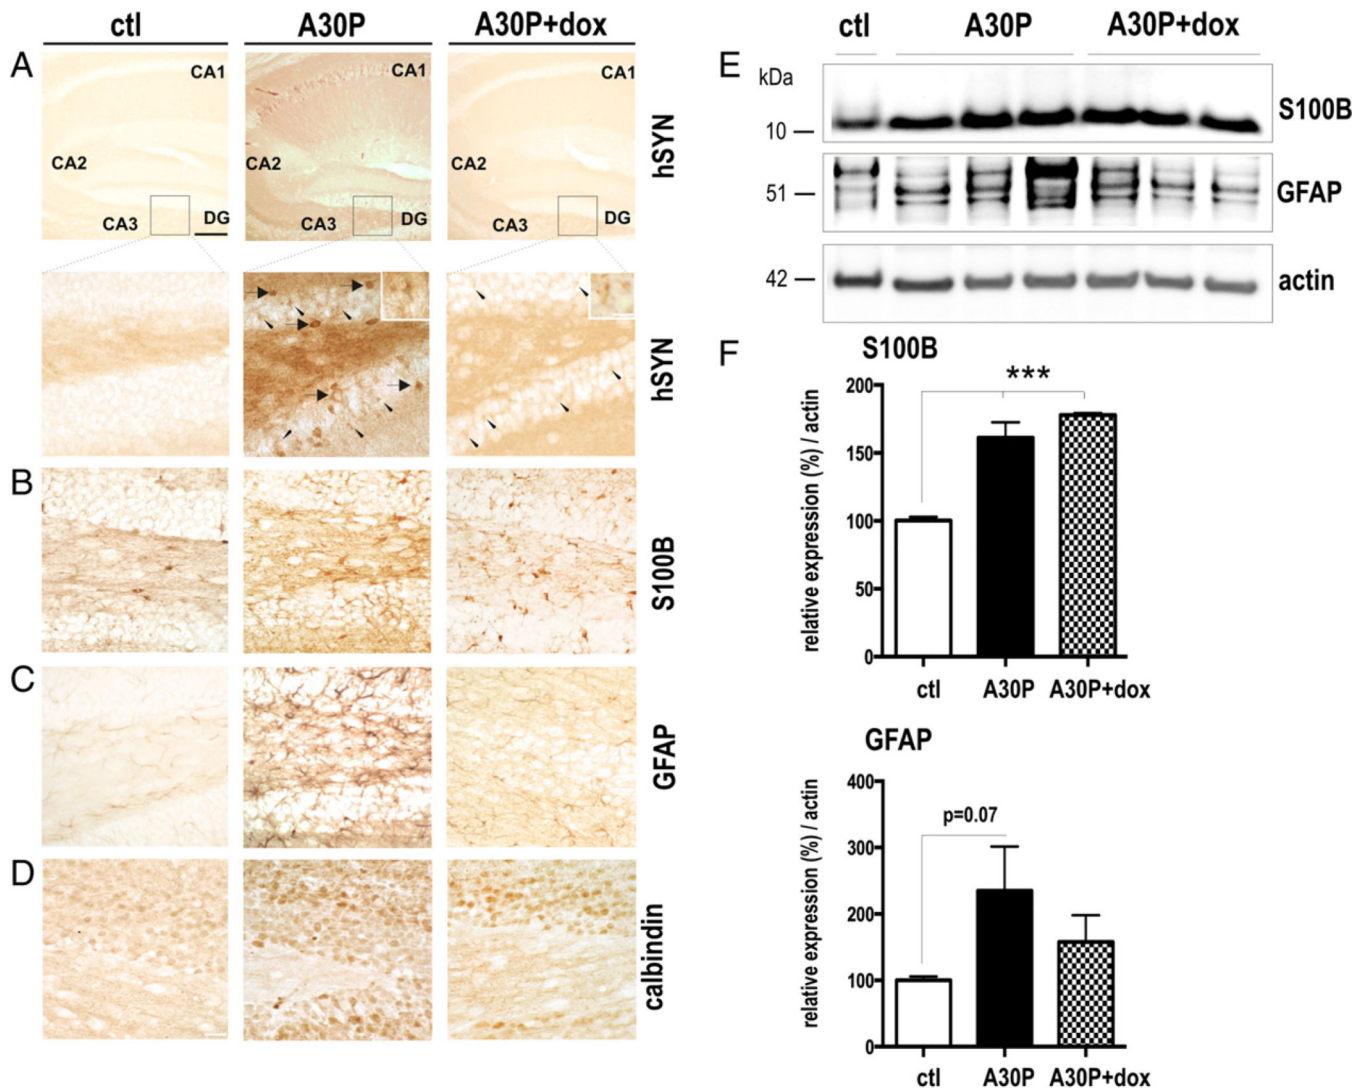 ctl A30P A30P+dox
A
CA1 CA1 CA1
CA2 CA2 CA2
CA3 DG CA3 DG CA3 DG
hSYN
hSYN
B
S100B
C
GFAP
D
calbindin
ctl A30P A30P+dox
E
kDa
10
S100B
51
GFAP
42
actin
F
S100B
***
200
150
100
50
0
relative expression (%) / actin
ctl A30P A30P+dox
GFAP
p=0.07
400
300
200
100
0
relative expression (%) / actin
ctl A30P A30P+dox